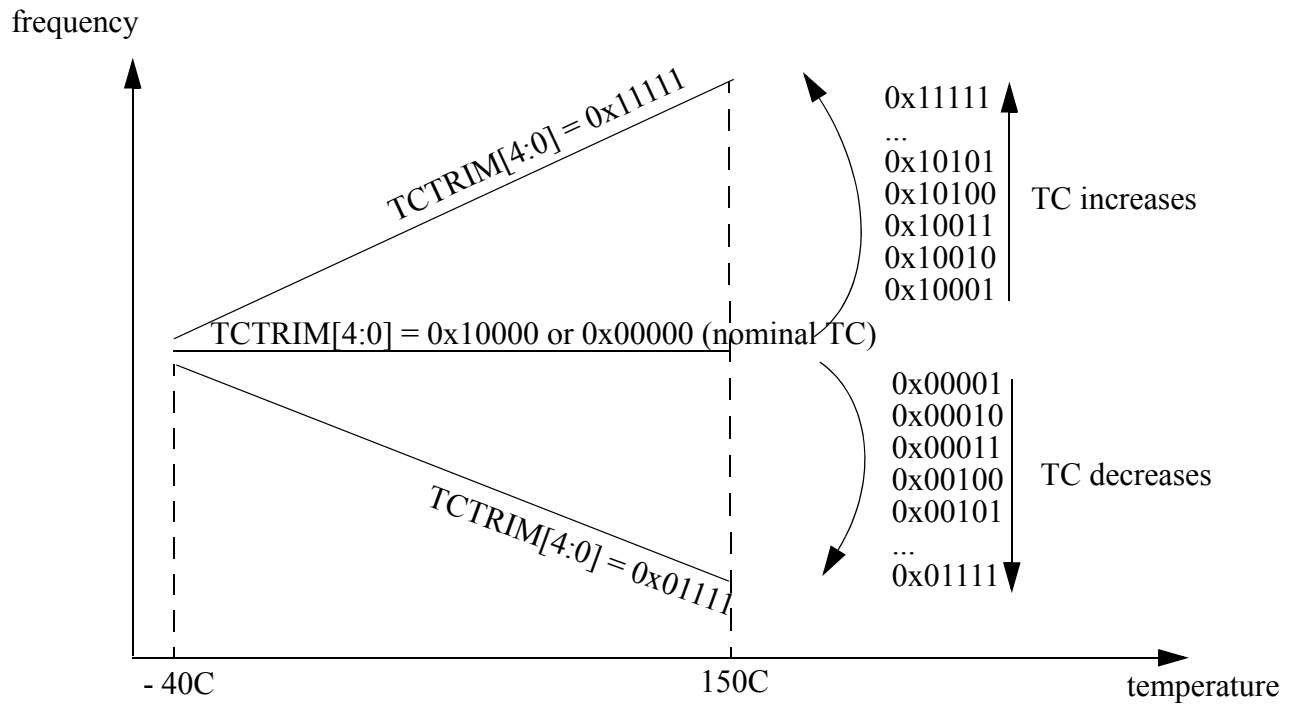 frequency
TCTRIM[4:0] = 0x11111
0x11111
...
0x10101
0x10100
0x10011
0x10010
0x10001
TC increases
TCTRIM[4:0] = 0x10000 or 0x00000 (nominal TC)
0x00001
0x00010
0x00011
0x00100
0x00101
...
0x01111
TC decreases
TCTRIM[4:0] = 0x01111
- 40C
150C
temperature